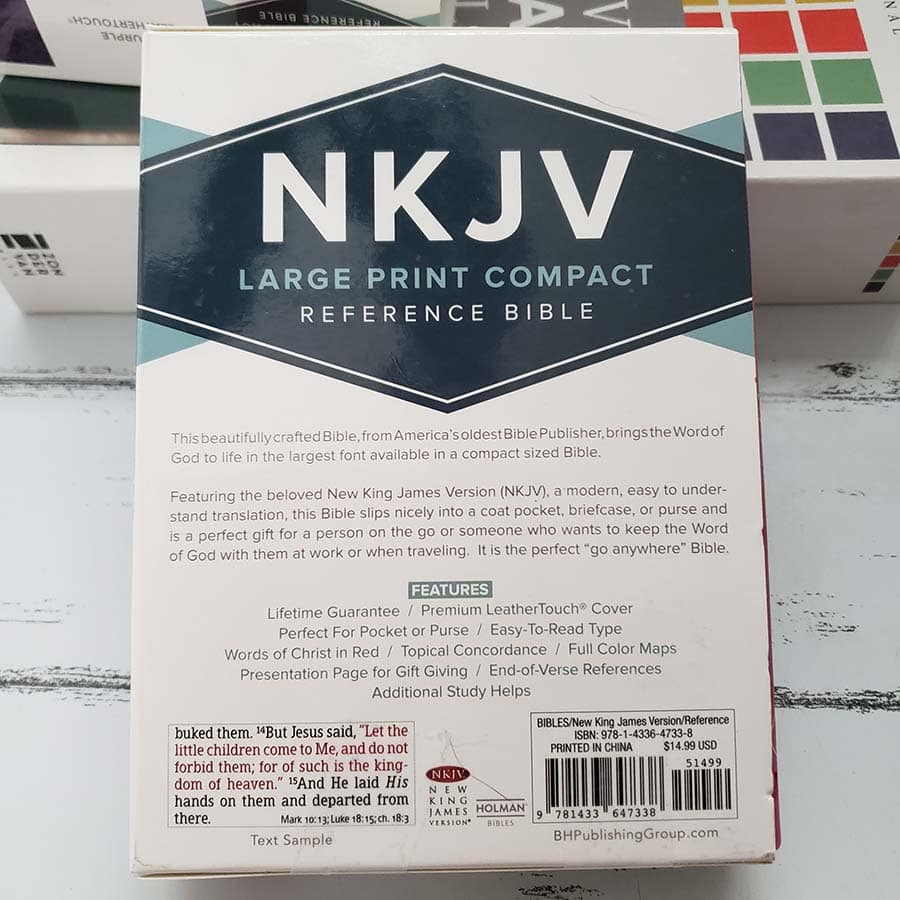 REFERENCE BIBLE
NKJV
LARGE PRINT COMPACT
REFERENCE BIBLE
This beautifully crafted Bible, from America's oldest Bible Publisher, brings the Word of
God to life in the largest font available in a compact sized Bible.
Featuring the beloved New King James Version (NKJV), a modern, easy to under-
stand translation, this Bible slips nicely into a coat pocket, briefcase, or purse and
is a perfect gift for a person on the go or someone who wants to keep the Word
of God with them at work or when traveling. It is the perfect “go anywhere” Bible.
FEATURES
Lifetime Guarantee / Premium LeatherTouch® Cover
Perfect For Pocket or Purse / Easy-To-Read Type
Words of Christ in Red / Topical Concordance / Full Color Maps
Presentation Page for Gift Giving / End-of-Verse References
Additional Study Helps
buked them. 14But Jesus said, “Let the
little children come to Me, and do not
forbid them; for of such is the king-
dom of heaven.” 15And He laid His
hands on them and departed from
there.
Mark 10:13; Luke 18:15; ch. 18:3
Text Sample
NKJV
NEW
KING
JAMES
VERSION®
HOLMAN
BIBLES
BIBLES/New King James Version/Reference
ISBN: 978-1-4336-4733-8
PRINTED IN CHINA $14.99 USD
51499
9 781433 647338
BHPublishingGroup.com